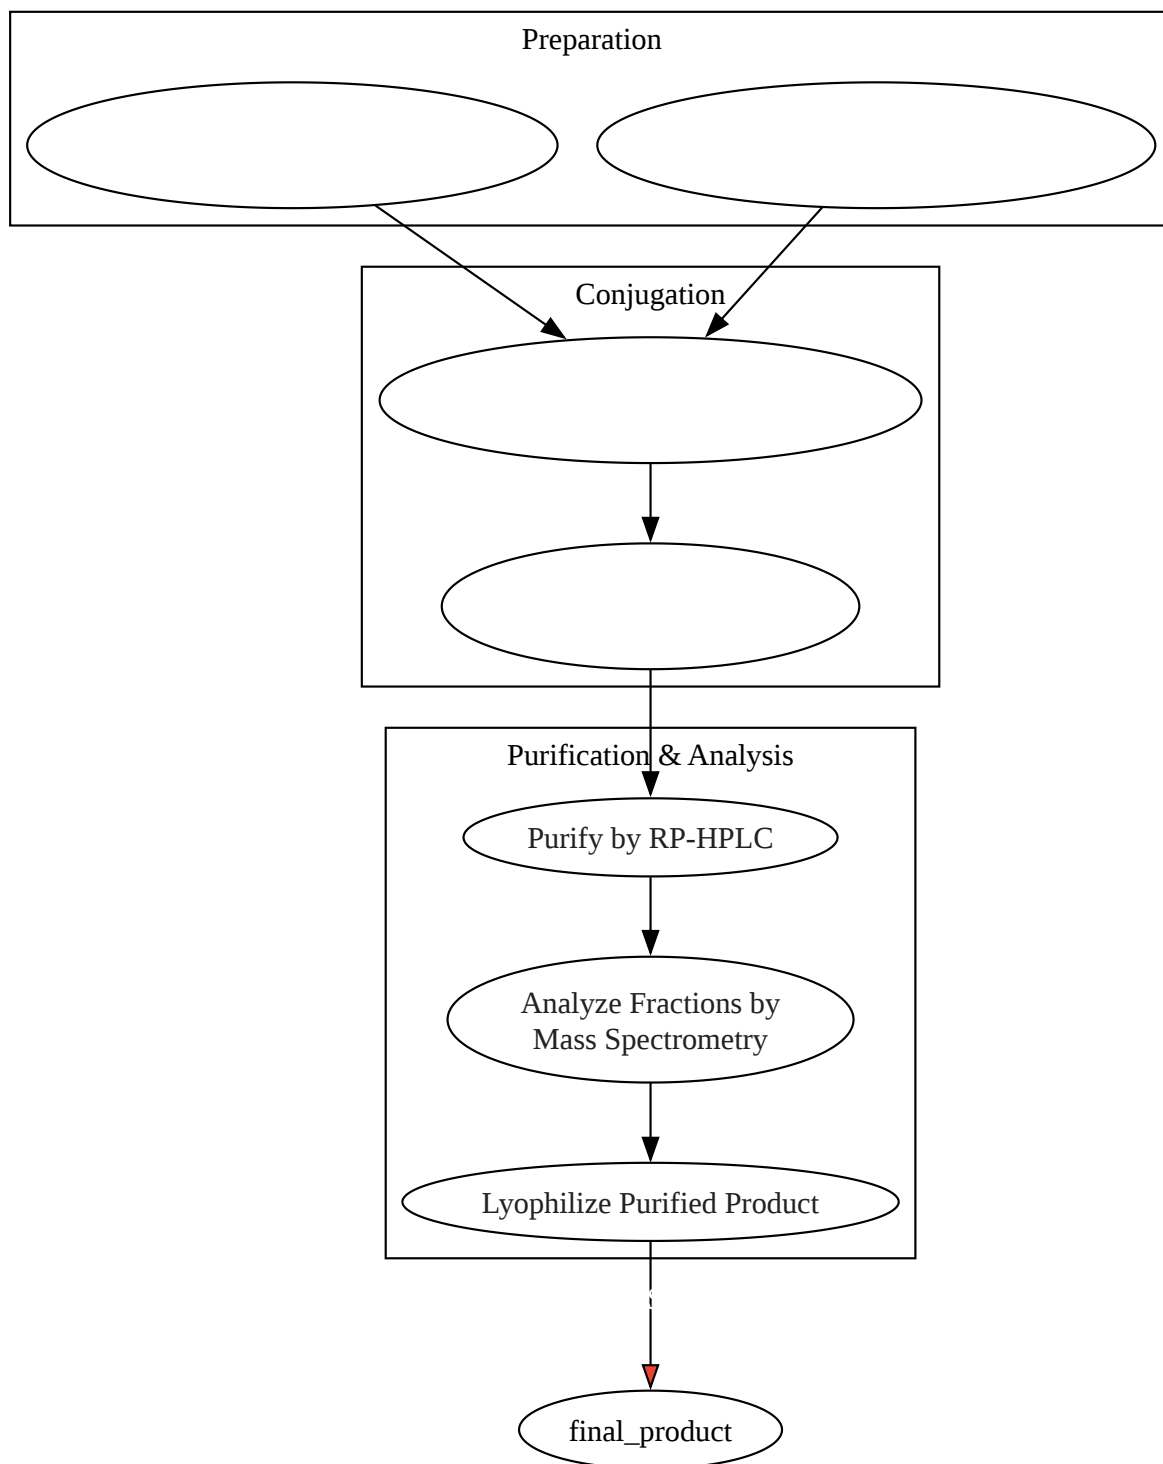 Preparation
Conjugation
Purification & Analysis
Purify by RP-HPLC
Analyze Fractions by
Mass Spectrometry
Lyophilize Purified Product
final_product